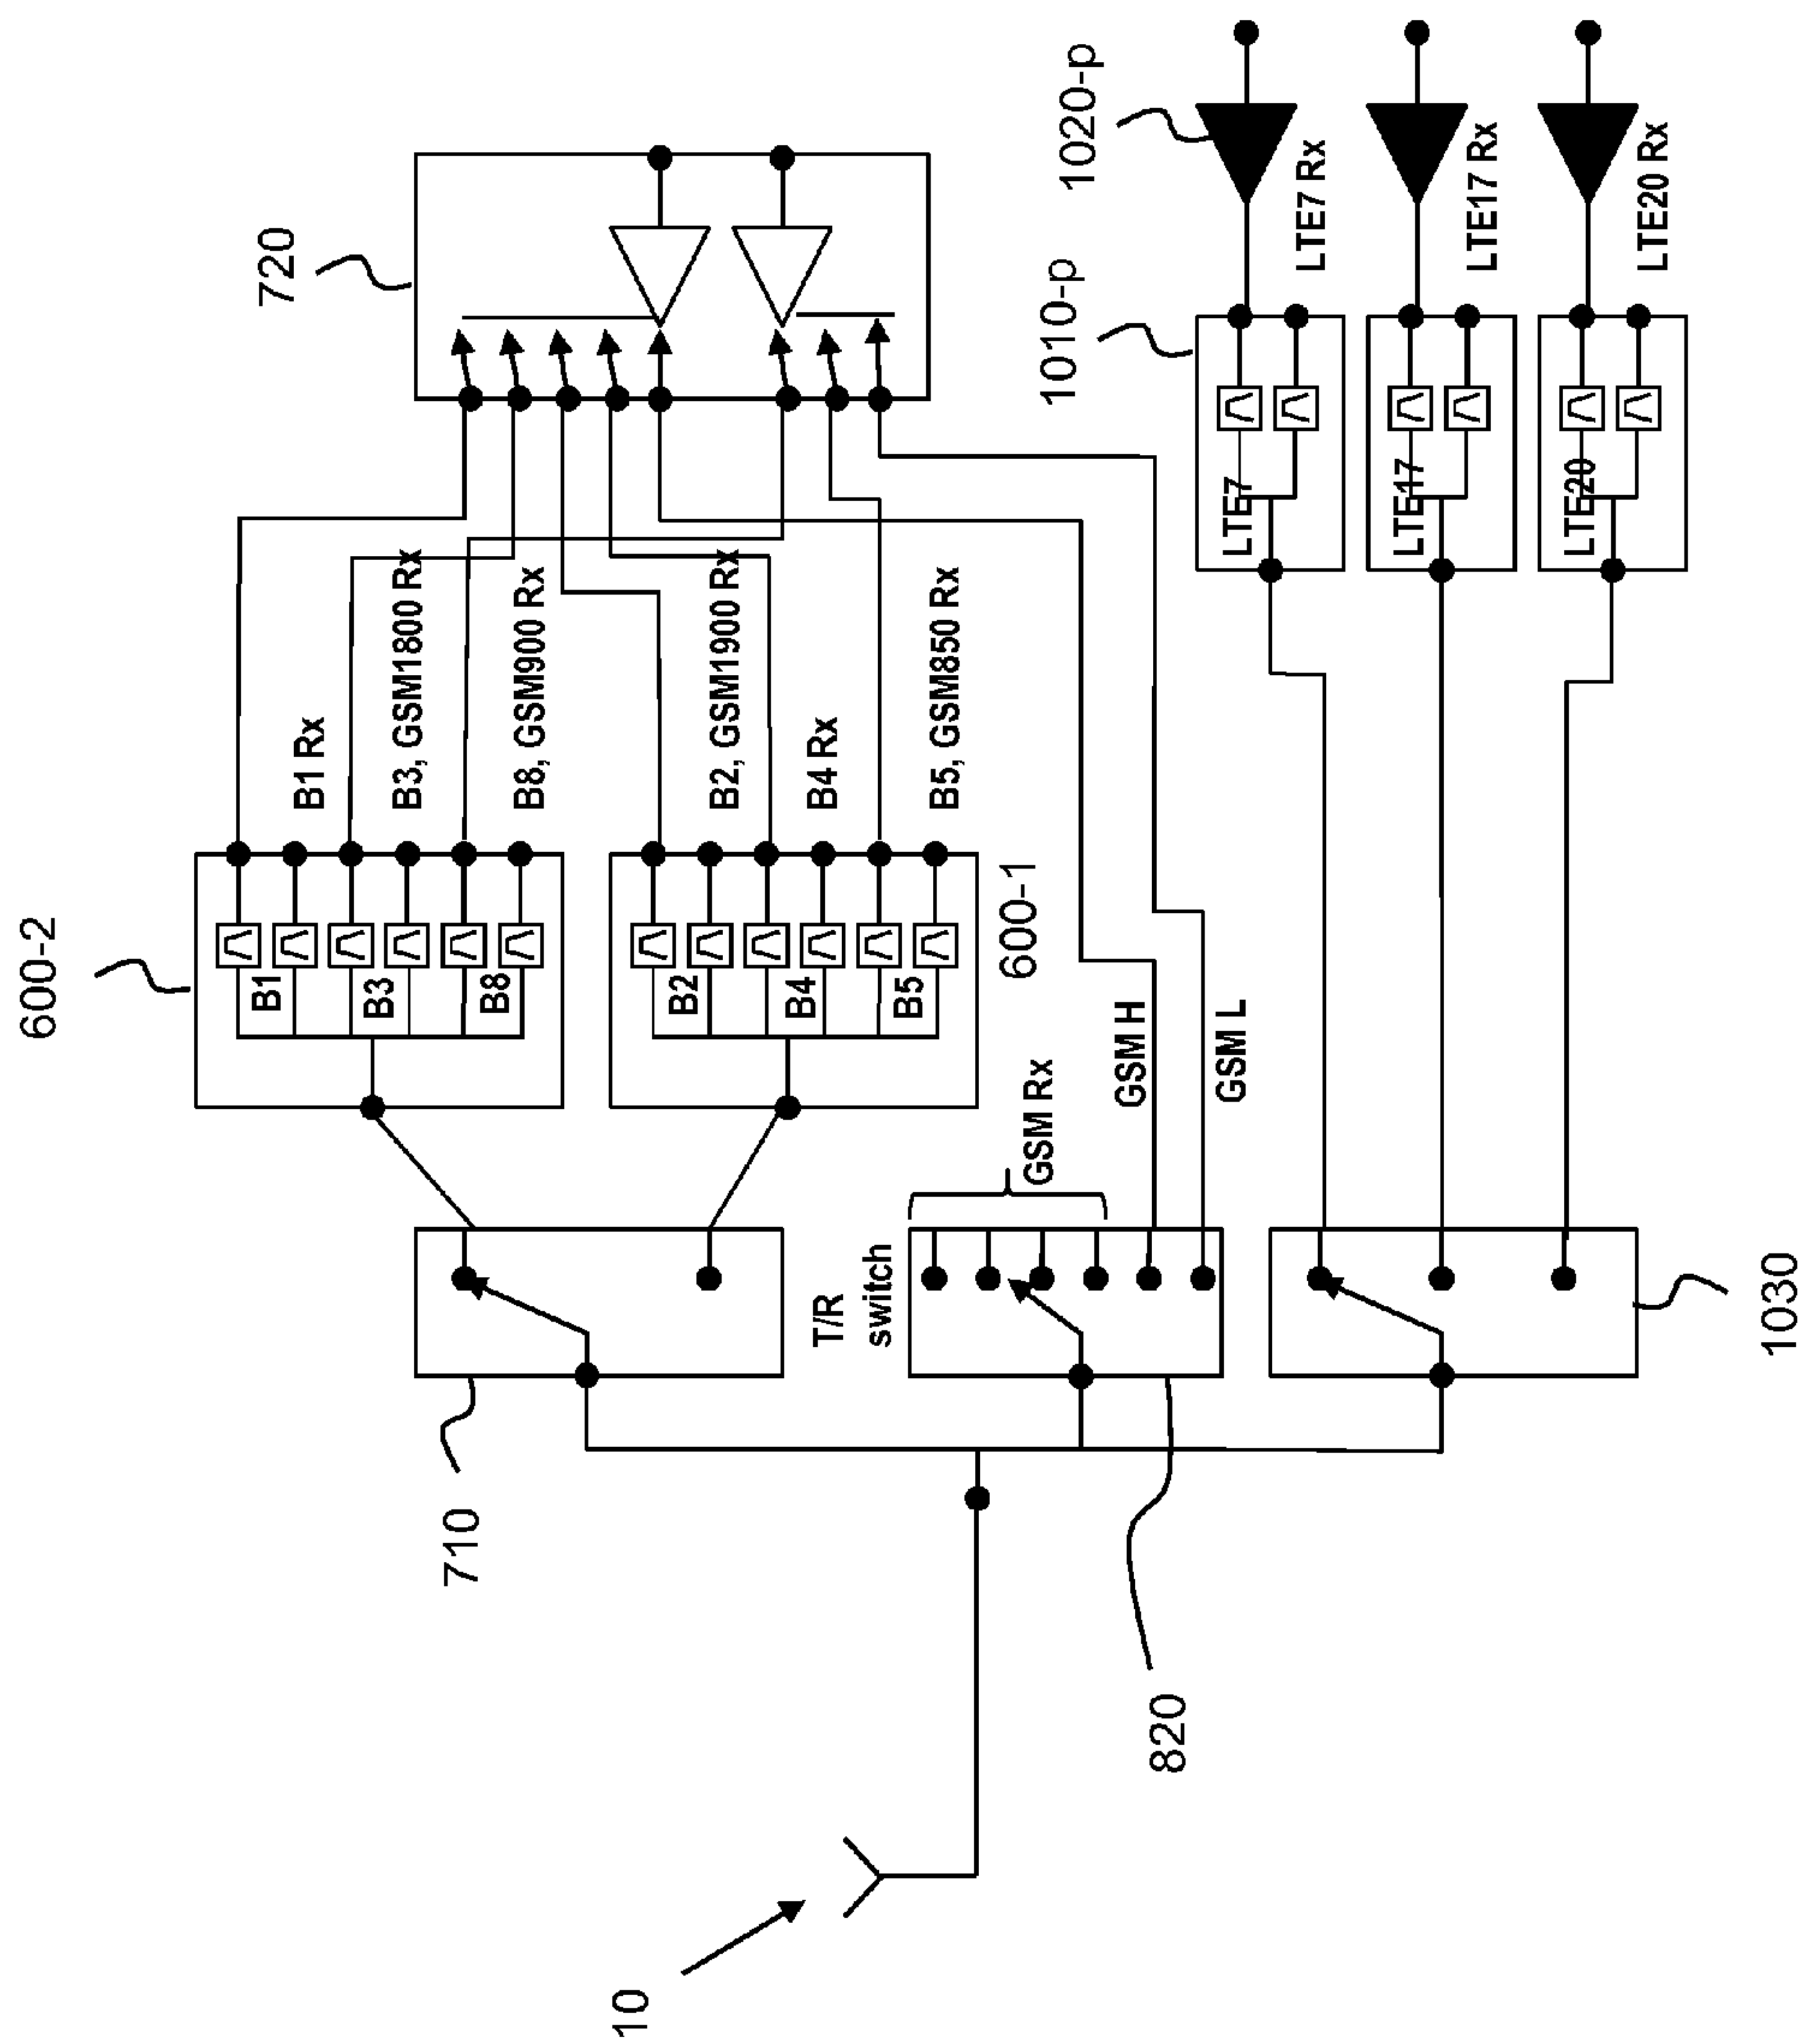 10
710
T/R
switch
820
1030
600-2
B1
B3
B8
B2
B4
B5
600-1
GSM Rx
GSM H
GSM L
B1 Rx
B3, GSM1800 Rx
B8, GSM900 Rx
B2, GSM1900 Rx
B4 Rx
B5, GSM850 Rx
720
1010-p
1020-p
LTE7
LTE17
LTE20
LTE7 Rx
LTE17 Rx
LTE20 Rx